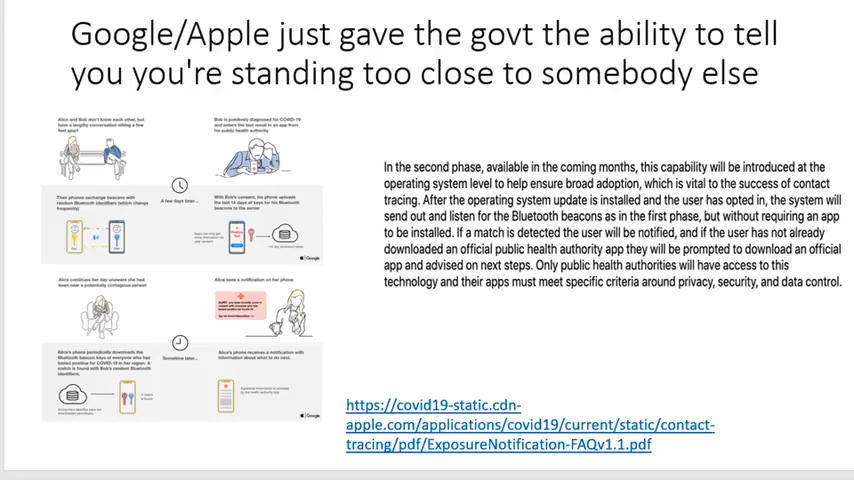 Google/Apple just gave the govt the ability to tell
you you're standing too close to somebody else
Alice and Bob don't know each other, but
have a lengthy conversation sitting a few
feet apart
Bob is positively diagnosed for COVID-19
and enters the test result in an app from
his public health authority
Their phones exchange beacons with
random Bluetooth identifiers (which change
frequently)
A few days later...
With Bob's consent, his phone uploads
the last 14 days of keys for his Bluetooth
beacons to the server
Apple | Google
Alice continues her day unaware she had
been near a potentially contagious person
Alice sees a notification on her phone
Alice's phone periodically downloads the
Bluetooth beacon keys of everyone who has
tested positive for COVID-19 in her region. A
match is found with Bob's random Bluetooth
identifiers.
Sometime later...
Alice's phone receives a notification with
information about what to do next.
Google
In the second phase, available in the coming months, this capability will be introduced at the
operating system level to help ensure broad adoption, which is vital to the success of contact
tracing. After the operating system update is installed and the user has opted in, the system will
send out and listen for the Bluetooth beacons as in the first phase, but without requiring an app
to be installed. If a match is detected the user will be notified, and if the user has not already
downloaded an official public health authority app they will be prompted to download an official
app and advised on next steps. Only public health authorities will have access to this
technology and their apps must meet specific criteria around privacy, security, and data control.
https://covid19-static.cdn-
apple.com/applications/covid19/current/static/contact-
tracing/pdf/ExposureNotification-FAQv1.1.pdf